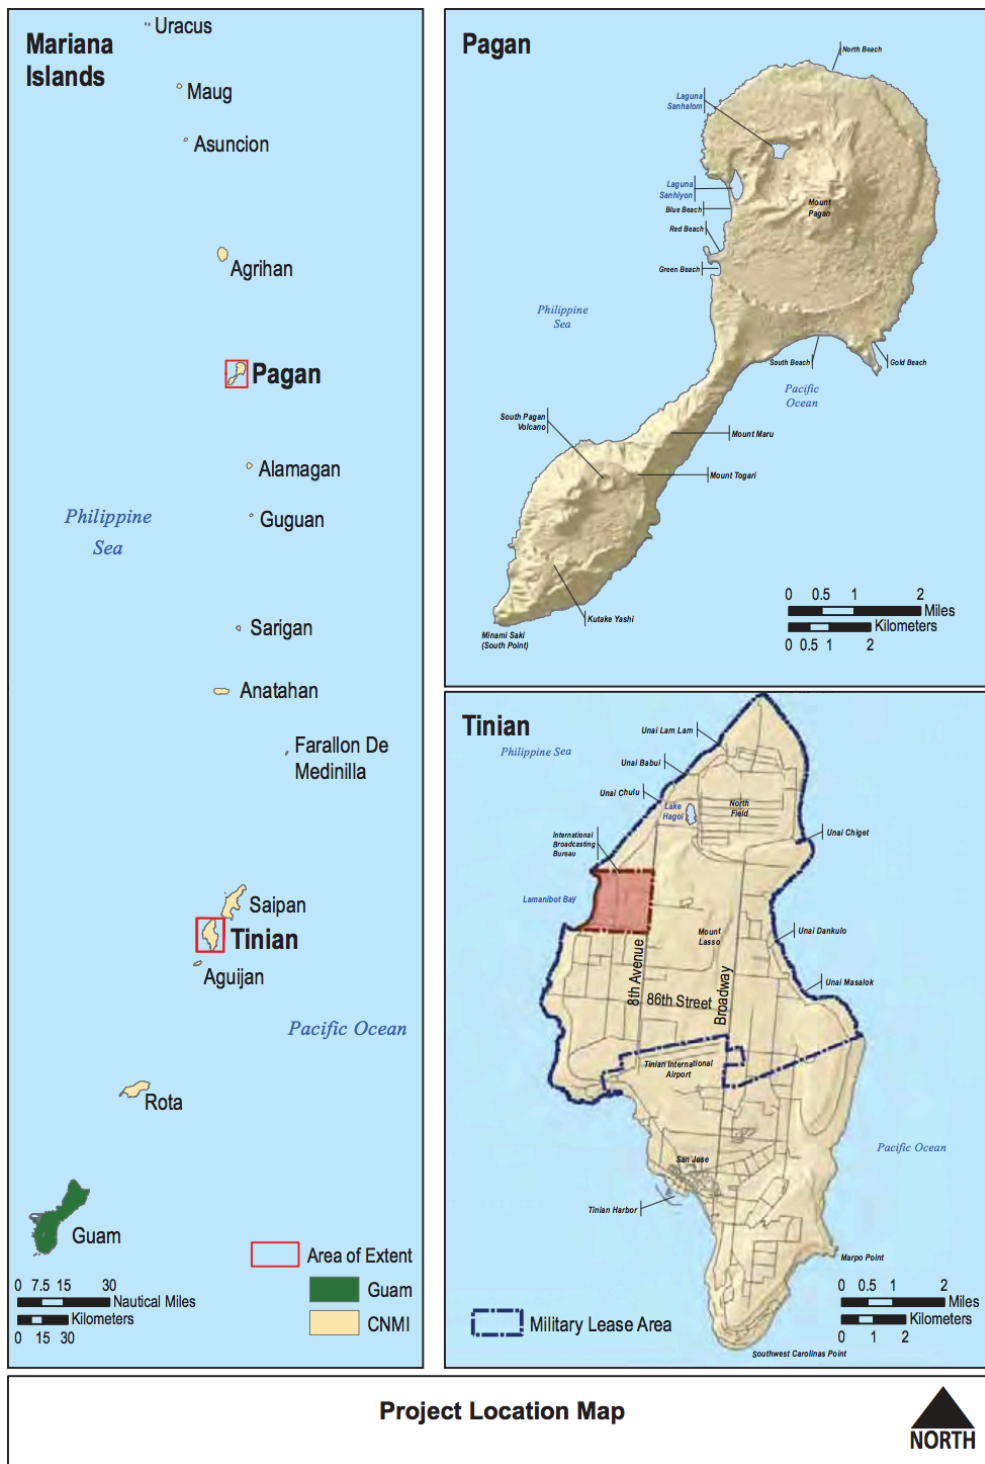 Mariana
Islands
Uracus
Maug
Asuncion
Agrihan
Pagan
Alamagan
Guguan
Philippine
Sea
Sarigan
Anatahan
Farallon De
Medinilla
Saipan
Tinian
Aguijan
Pacific Ocean
Rota
Guam
Area of Extent
Guam
CNMI
0 7.5 15 30
Nautical Miles
Kilometers
0 15 30
Pagan
North Beach
Laguna
Sanhalom
Laguna
Sanhiyon
Blue Beach
Mount
Pagan
Red Beach
Green Beach
Philippine
Sea
South Beach
Gold Beach
Pacific
Ocean
South Pagan
Volcano
Mount Maru
Mount Togari
Kutake Yashi
Minami Saki
(South Point)
0 0.5 1 2
Miles
Kilometers
0 0.5 1 2
Tinian
Philippine Sea
Unai Lam Lam
Unai Babui
Unai Chulu
Lake
Hagoi
North
Field
International
Broadcasting
Bureau
Unai Chiget
Lamanibot Bay
Mount
Lasso
Unai Dankulo
8th Avenue
86th Street
Broadway
Unai Masalok
Tinian International
Airport
Pacific Ocean
San Jose
Tinian Harbor
Marpo Point
0 0.5 1 2
Miles
Kilometers
0 1 2
Military Lease Area
Southwest Carolinas Point
Project Location Map
NORTH